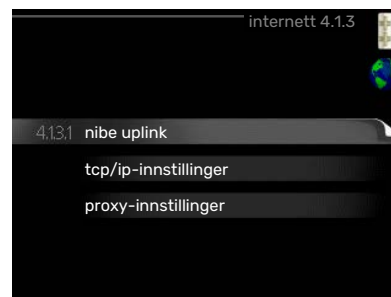 internett 4.1.3
4.1.3.1 nibe uplink
tcp/ip-innstillinger
proxy-innstillinger